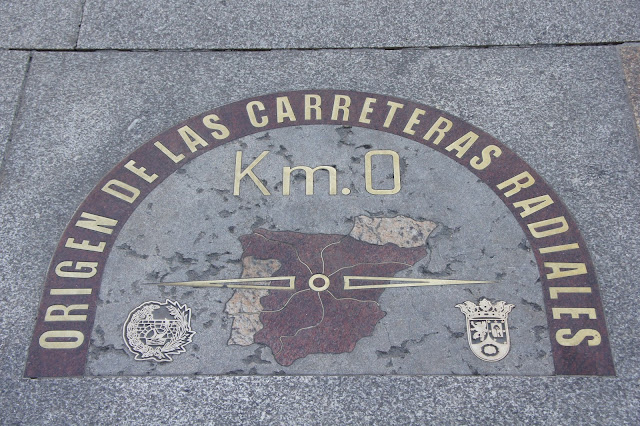 ORIGEN DE LAS CARRETERAS RADIALES
Km. 0